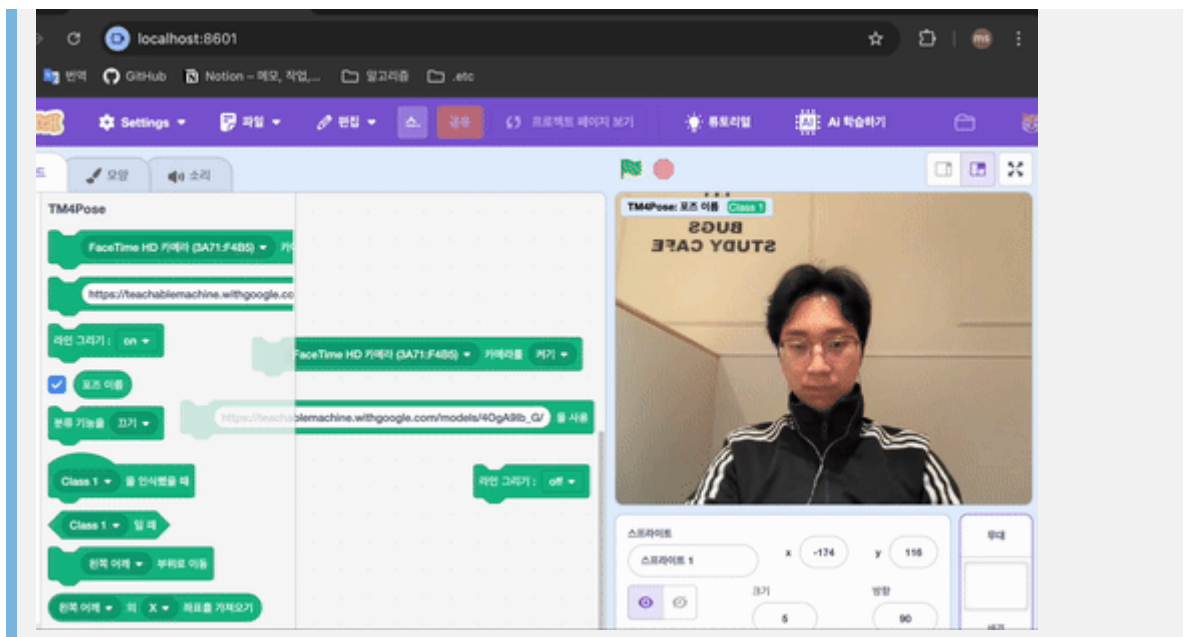 localhost:8601
ms
번역
GitHub
Notion – 메모, 작업,...
알고리즘
.etc
Settings
파일
편집
스.
공유
프로젝트 페이지 보기
튜토리얼
AI 학습하기
드
모양
소리
TM4Pose
FaceTime HD 카메라 (3A71:F4B5)
카
https://teachablemachine.withgoogle.co
라인 그리기 : on
포즈 이름
분류 기능을 끄기
Class 1 을 인식했을 때
Class 1 일 때
왼쪽 어깨 부위로 이동
왼쪽 어깨 의 X 좌표를 가져오기
FaceTime HD 카메라 (3A71:F4B5) 카메라를 켜기
https://teachablemachine.withgoogle.com/models/4OgA9Ib_G/ 을 사용
라인 그리기 : off
TM4Pose: 포즈 이름 Class 1
BUGS
STUDY CAFE
스프라이트
스프라이트 1
x -174
y 116
크기
5
방향
90
무대
배경